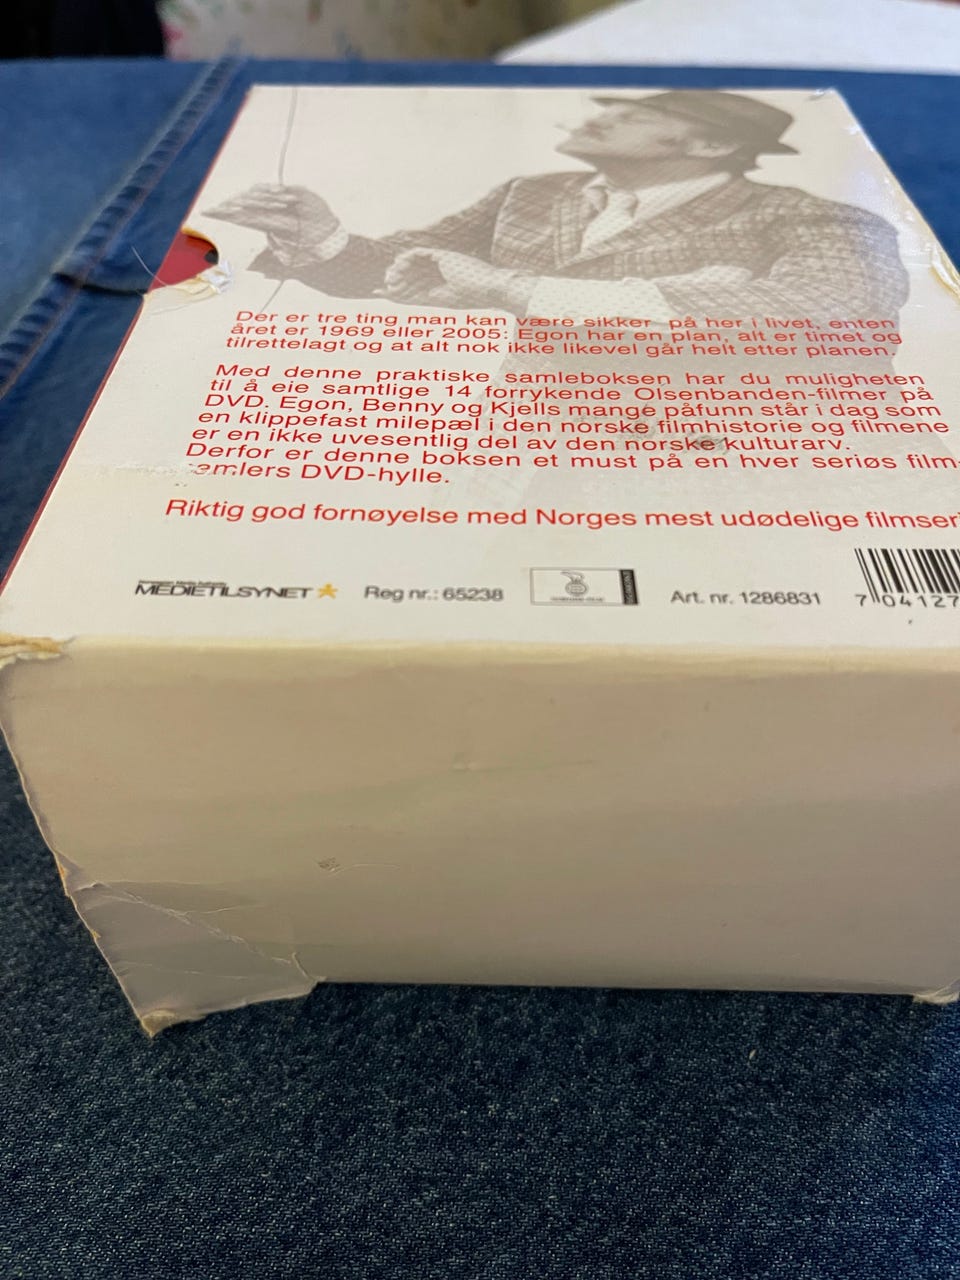 Der er tre ting man kan være sikker på her i livet, enten
året er 1969 eller 2005: Egon har en plan, alt er timet og
tilrettelagt og at alt nok ikke likevel går helt etter planen.
Med denne praktiske samleboksen har du muligheten
til å eie samtlige 14 forrykende Olsenbanden-filmer på
DVD. Egon, Benny og Kjells mange påfunn står i dag som
en klippefast milepæl i den norske filmhistorie og filmene
er en ikke uvesentlig del av den norske kulturarv.
Derfor er denne boksen et must på en hver seriøs film-
samlers DVD-hylle.
Riktig god fornøyelse med Norges mest udødelige filmseri
MEDIETILSYNET Reg nr.: 65238 Art. nr. 1286831 7 04127